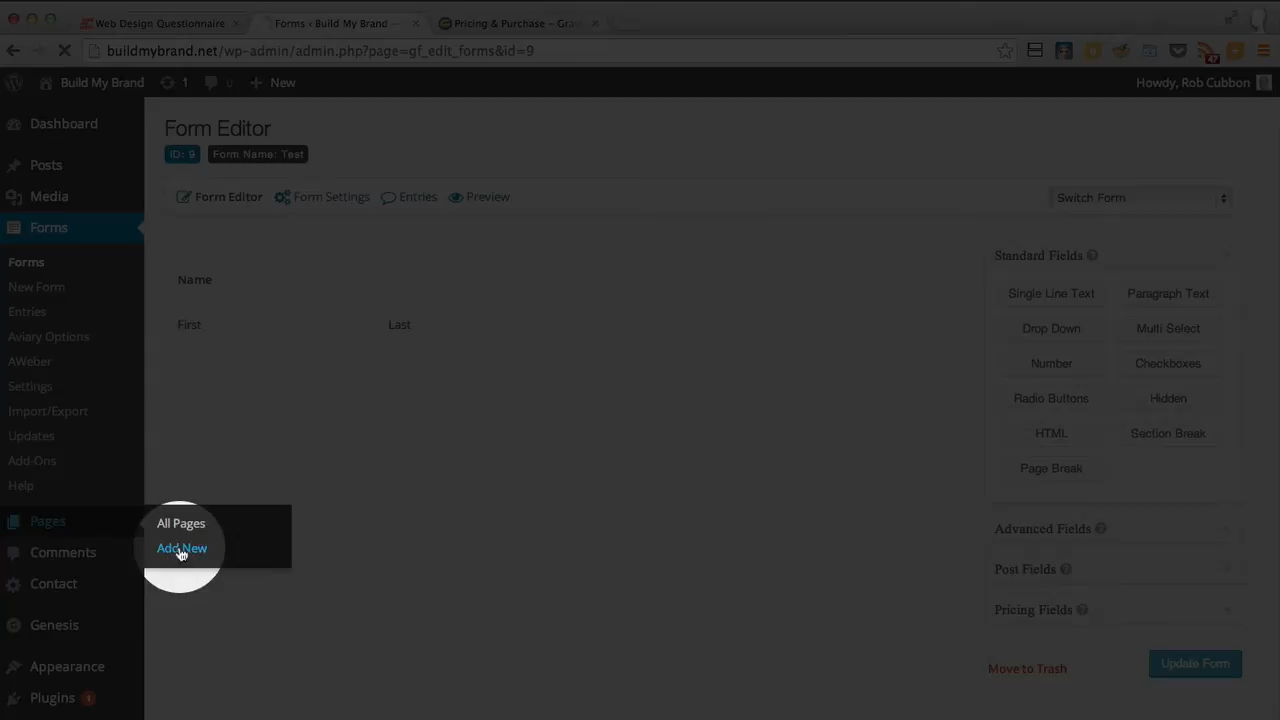 Web Design Questionnaire
Forms ‹ Build My Brand —
Pricing & Purchase – Gra
buildmybrand.net/wp-admin/admin.php?page=gf_edit_forms&id=9
47
Build My Brand
1
0
New
Howdy, Rob Cubbon
Dashboard
Posts
Media
Forms
Forms
New Form
Entries
Aviary Options
AWeber
Settings
Import/Export
Updates
Add-Ons
Help
Pages
Comments
Contact
Genesis
Appearance
Plugins 1
All Pages
Add New
Form Editor
ID: 9
Form Name: Test
Form Editor
Form Settings
Entries
Preview
Switch Form
Name
First
Last
Standard Fields
Single Line Text
Paragraph Text
Drop Down
Multi Select
Number
Checkboxes
Radio Buttons
Hidden
HTML
Section Break
Page Break
Advanced Fields
Post Fields
Pricing Fields
Move to Trash
Update Form